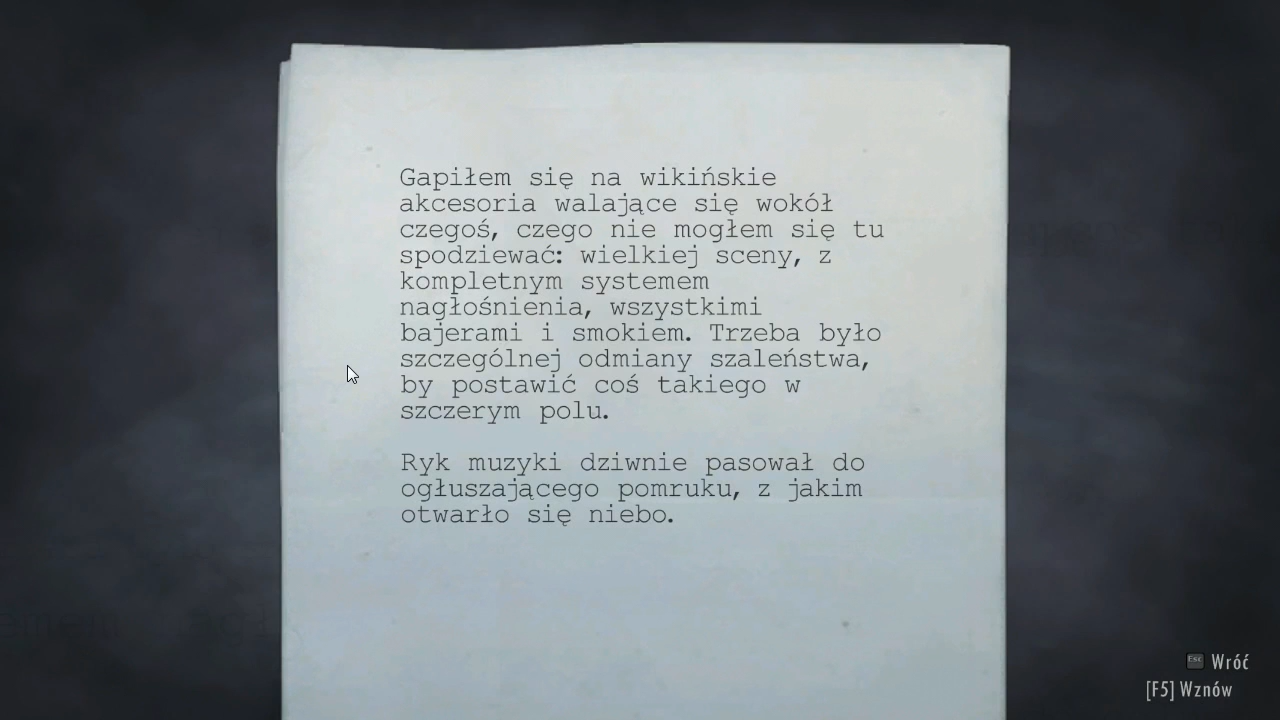 Gapiłem się na wikińskie
akcesoria walające się wokół
czegoś, czego nie mogłem się tu
spodziewać: wielkiej sceny, z
kompletnym systemem
nagłośnienia, wszystkimi
bajerami i smokiem. Trzeba było
szczególnej odmiany szaleństwa,
by postawić coś takiego w
szczerym polu.
Ryk muzyki dziwnie pasował do
ogłuszającego pomruku, z jakim
otwarło się niebo.
Esc Wróć
[F5] Wznów